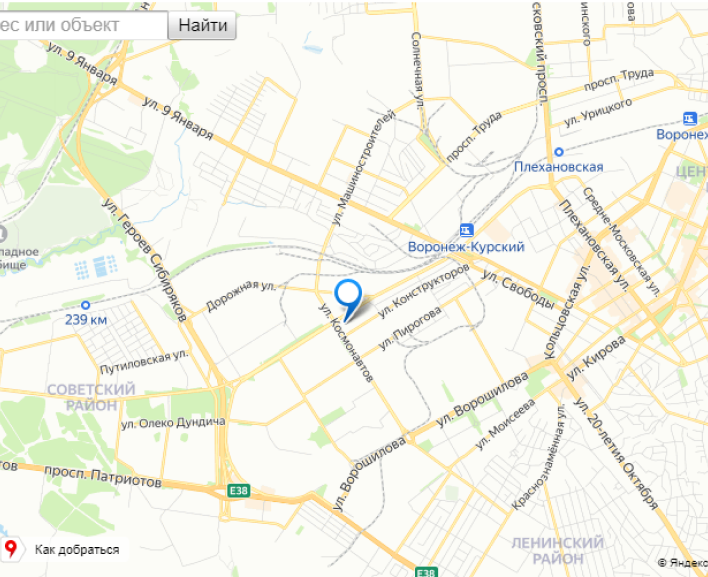 ес или объект
Найти
ул. 9 Января
ул. 9 Января
Солнечная ул.
сковский просп.
инского
просп. Труда
ул. Урицкого
просп. Труда
Воронеж
Плехановская
ЦЕНТ
ул. Машиностроителей
Средне-Московская ул.
Плехановская ул.
ул. Героев Сибиряков
падное
бище
Воронеж-Курский
ул. Свободы
Дорожная ул.
ул. Конструкторов
Кольцовская ул.
239 км
ул. Космонавтов
ул. Пирогова
ул. Кирова
Путиловская ул.
СОВЕТСКИЙ
РАЙОН
ул. Ворошилова
ул. Олеко Дундича
ул. Моисеева
ул. 20-летия Октября
Краснознамённая ул.
ул. Ворошилова
тов
просп. Патриотов
E38
ЛЕНИНСКИЙ
РАЙОН
Как добраться
E38
© Яндекс